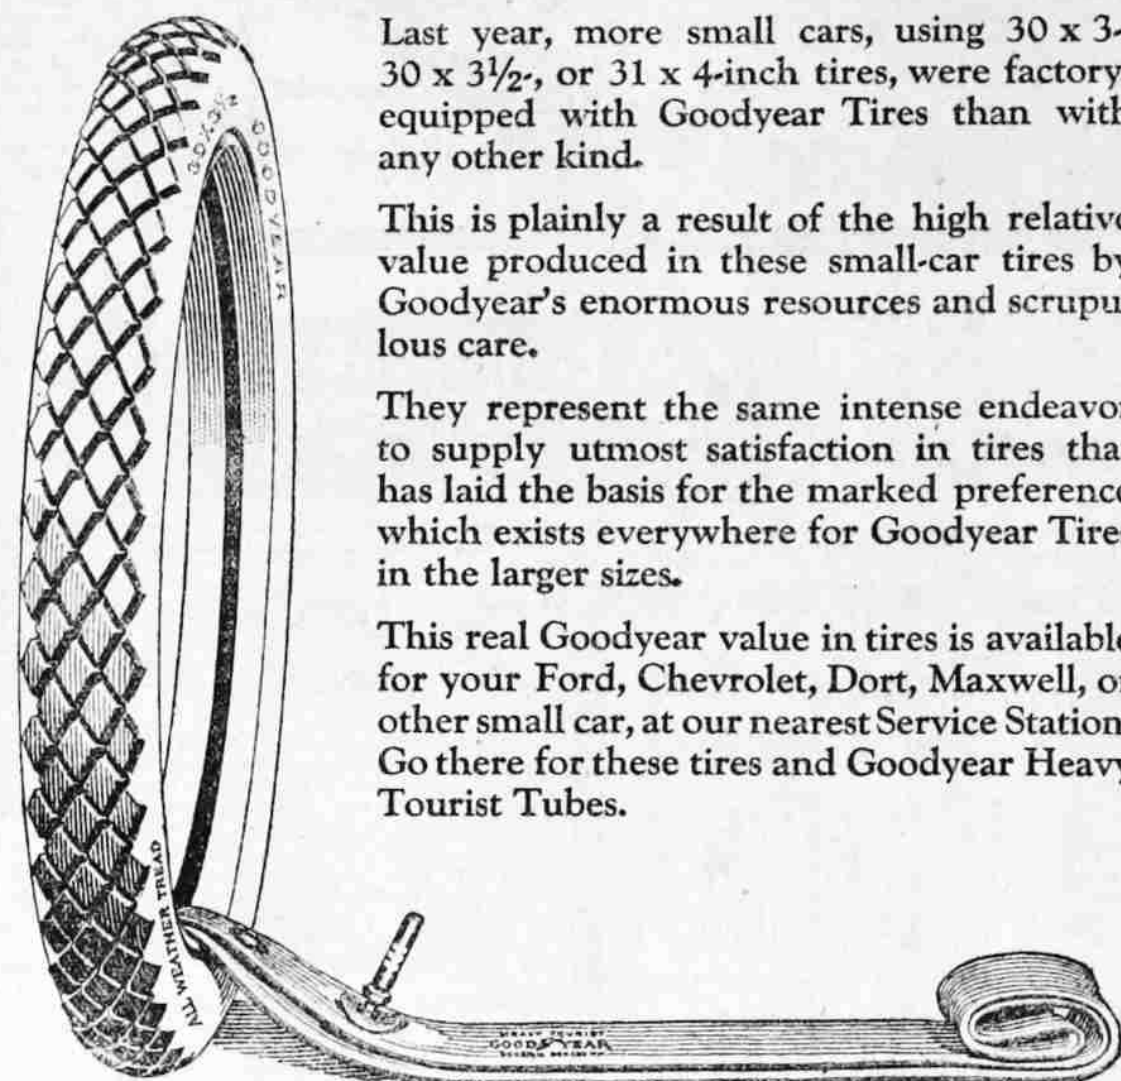 Last year, more small cars, using 30 x 3-
30 x 3½-, or 31 x 4-inch tires, were factory
equipped with Goodyear Tires than with
any other kind.
This is plainly a result of the high relative
value produced in these small-car tires by
Goodyear's enormous resources and scrupu
lous care.
They represent the same intense endeavor
to supply utmost satisfaction in tires that
has laid the basis for the marked preference
which exists everywhere for Goodyear Tires
in the larger sizes.
This real Goodyear value in tires is available
for your Ford, Chevrolet, Dort, Maxwell, or
other small car, at our nearest Service Station.
Go there for these tires and Goodyear Heavy
Tourist Tubes.
GOODYEAR
ALL WEATHER TREAD
HEAVY TOURIST
GOODYEAR